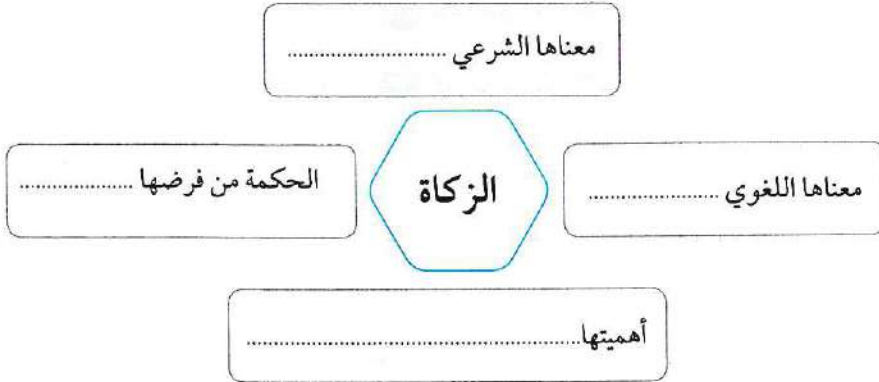 معناها الشرعي ..........................
معناها اللغوي ......................
الزكاة
الحكمة من فرضها ...................
أهميتها........................................................